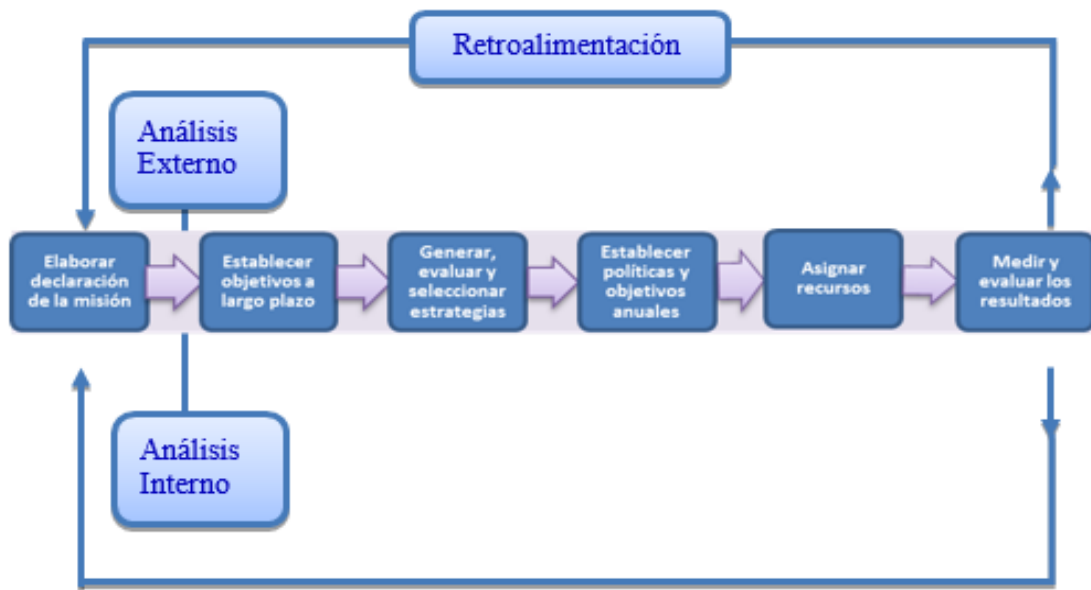 Retroalimentación
Análisis
Externo
Elaborar
declaración
de la misión
Establecer
objetivos a
largo plazo
Generar,
evaluar y
seleccionar
estrategias
Establecer
políticas y
objetivos
anuales
Asignar
recursos
Medir y
evaluar los
resultados
Análisis
Interno